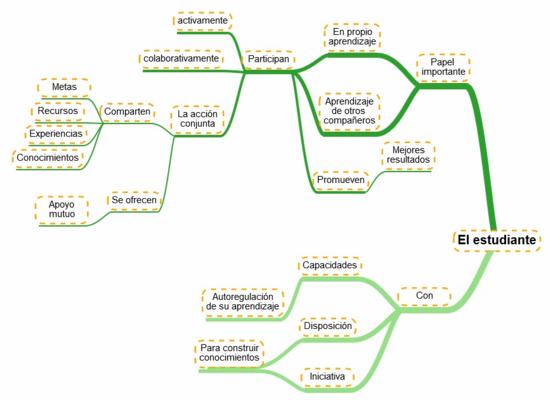 El estudiante
Papel
importante
En propio
aprendizaje
Aprendizaje
de otros
compañeros
Participan
activamente
colaborativamente
La acción
conjunta
Comparten
Metas
Recursos
Experiencias
Conocimientos
Se ofrecen
Apoyo
mutuo
Promueven
Mejores
resultados
Con
Capacidades
Autoregulación
de su aprendizaje
Disposición
Iniciativa
Para construir
conocimientos